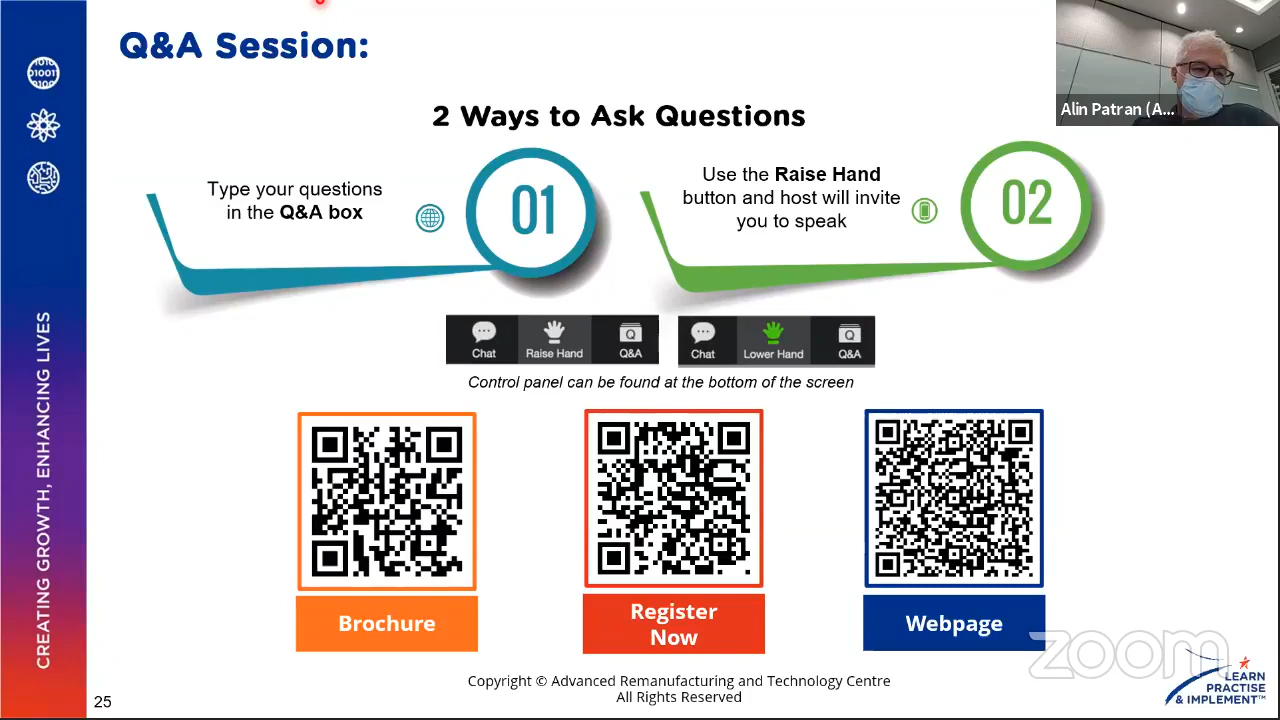 Q&A Session:
Alin Patran (A...
2 Ways to Ask Questions
Type your questions
in the Q&A box
01
Use the Raise Hand
button and host will invite
you to speak
02
Chat
Raise Hand
Q
Q&A
Chat
Lower Hand
Q
Q&A
Control panel can be found at the bottom of the screen
Brochure
Register
Now
Webpage
zoom
CREATING GROWTH, ENHANCING LIVES
Copyright © Advanced Remanufacturing and Technology Centre
All Rights Reserved
LEARN
PRACTISE
& IMPLEMENT™
25